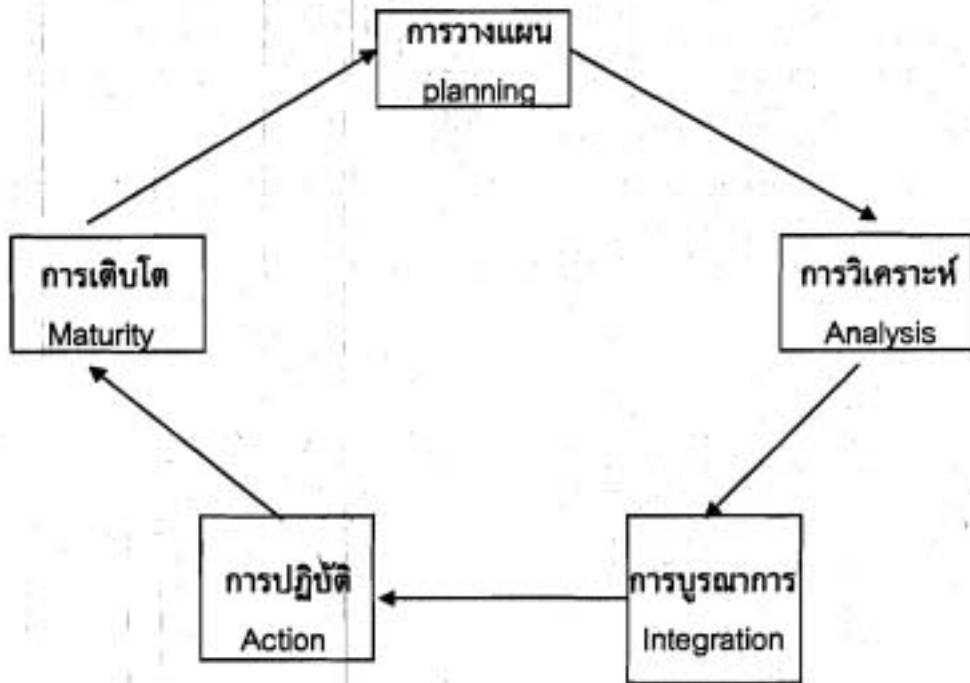 การวางแผน
planning
การเติบโต
Maturity
การวิเคราะห์
Analysis
การปฏิบัติ
Action
การบูรณาการ
Integration